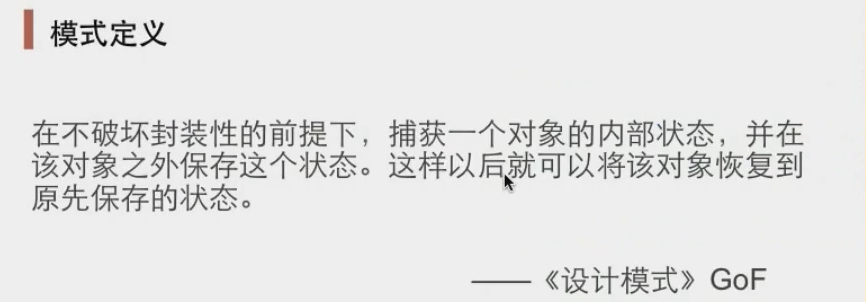 模式定义
在不破坏封装性的前提下，捕获一个对象的内部状态，并在
该对象之外保存这个状态。这样以后就可以将该对象恢复到
原先保存的状态。
——《设计模式》GoF